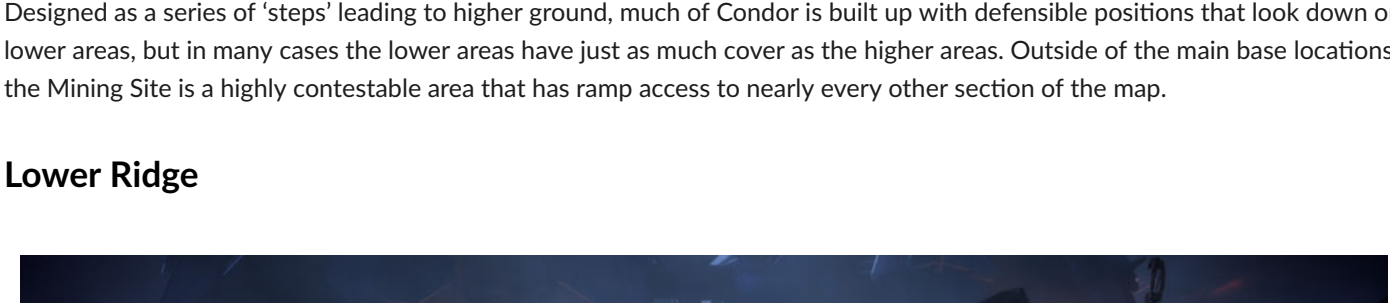 Designed as a series of ‘steps’ leading to higher ground, much of Condor is built up with defensible positions that look down
lower areas, but in many cases the lower areas have just as much cover as the higher areas. Outside of the main base locations
the Mining Site is a highly contestable area that has ramp access to nearly every other section of the map.
Lower Ridge